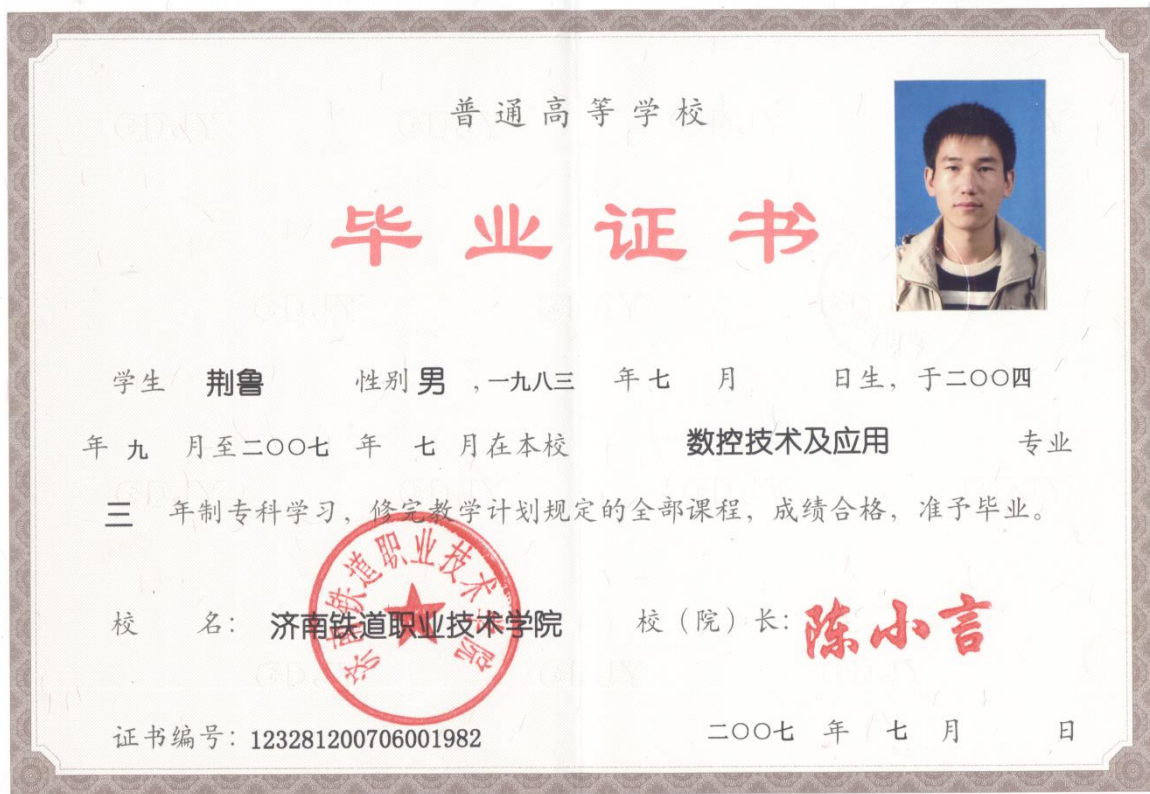 普通高等学校
毕业证书
学生 荆鲁 性别 男 ,一九八三 年 七 月 日生, 于二〇〇四
年 九 月至二〇〇七 年 七 月在本校 数控技术及应用 专业
三 年制专科学习, 修完教学计划规定的全部课程, 成绩合格, 准予毕业。
济南铁道职业技术学院
校 名: 济南铁道职业技术学院 校(院)长: 陈小言
证书编号: 123281200706001982 二〇〇七 年 七 月 日